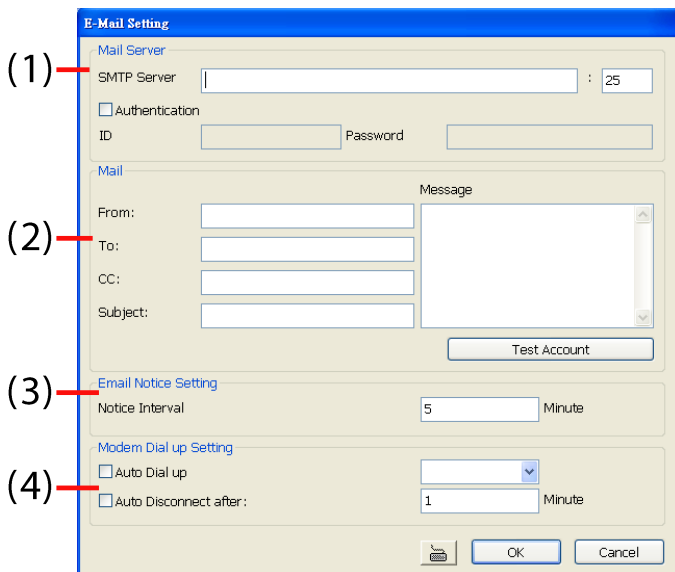 E-Mail Setting
(1)
Mail Server
SMTP Server : 25
Authentication
ID Password
(2)
Mail
Message
From:
To:
CC:
Subject:
Test Account
(3)
Email Notice Setting
Notice Interval 5 Minute
(4)
Modem Dial up Setting
Auto Dial up
Auto Disconnect after: 1 Minute
OK Cancel